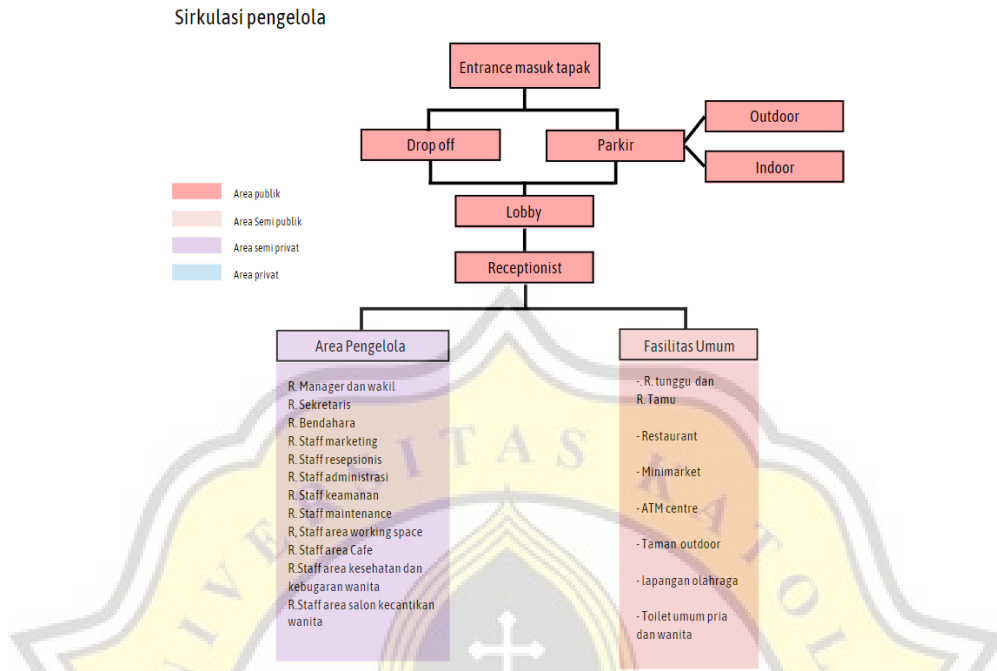 Sirkulasi pengelola
Entrance masuk tapak
Outdoor
Drop off
Parkir
Indoor
Area publik
Lobby
Area Semi publik
Area semi privat
Receptionist
Area privat
Area Pengelola
R. Manager dan wakil
R. Sekretaris
R. Bendahara
R. Staff marketing
R. Staff resepsionis
R. Staff administrasi
R. Staff keamanan
R. Staff maintenance
R, Staff area working space
R, Staff area Cafe
R.Staff area kesehatan dan
kebugaran wanita
R.Staff area salon kecantikan
wanita
Fasilitas Umum
-. R. tunggu dan
R. Tamu
- Restaurant
- Minimarket
- ATM centre
- Taman outdoor
- lapangan olahraga
- Toilet umum pria
dan wanita
UNIVERSITAS KATOL